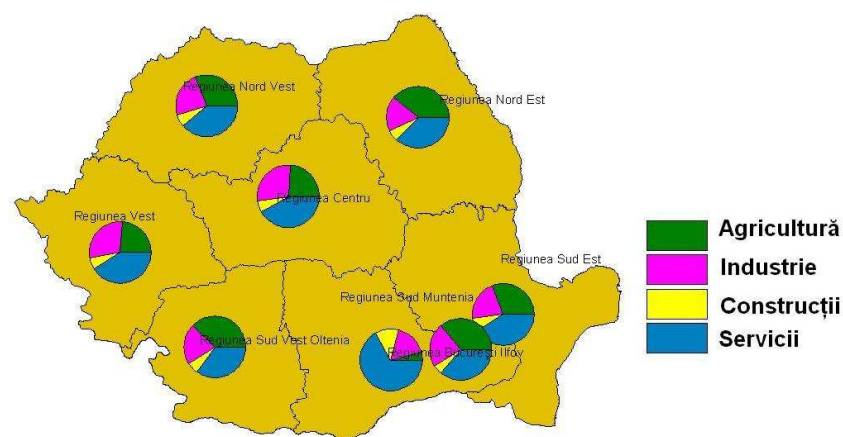 Regiunea Nord Vest
Regiunea Nord Est
Regiunea Centru
Regiunea Vest
Regiunea Sud Est
Regiunea Sud Muntenia
Regiunea Sud Vest Oltenia
Regiunea Bucureşti Ilfov
Agricultură
Industrie
Construcții
Servicii